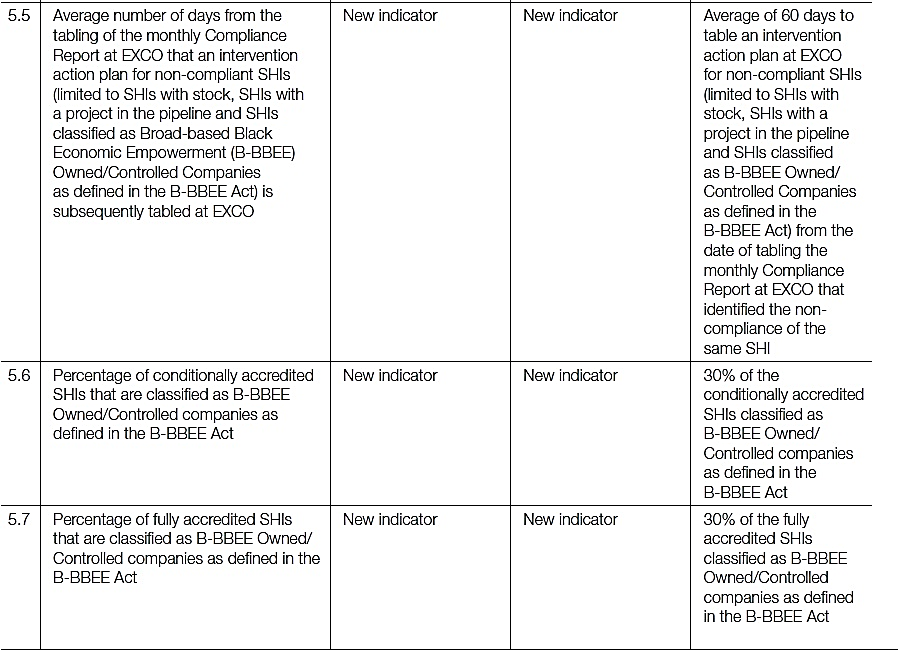 5.5
Average number of days from the
tabling of the monthly Compliance
Report at EXCO that an intervention
action plan for non-compliant SHIs
(limited to SHIs with stock, SHIs with
a project in the pipeline and SHIs
classified as Broad-based Black
Economic Empowerment (B-BBEE)
Owned/Controlled Companies
as defined in the B-BBEE Act) is
subsequently tabled at EXCO
New indicator
New indicator
Average of 60 days to
table an intervention
action plan at EXCO
for non-compliant SHIs
(limited to SHIs with
stock, SHIs with a
project in the pipeline
and SHIs classified
as B-BBEE Owned/
Controlled Companies
as defined in the
B-BBEE Act) from the
date of tabling the
monthly Compliance
Report at EXCO that
identified the non-
compliance of the
same SHI
5.6
Percentage of conditionally accredited
SHIs that are classified as B-BBEE
Owned/Controlled companies as
defined in the B-BBEE Act
New indicator
New indicator
30% of the
conditionally accredited
SHIs classified as
B-BBEE Owned/
Controlled companies
as defined in the
B-BBEE Act
5.7
Percentage of fully accredited SHIs
that are classified as B-BBEE Owned/
Controlled companies as defined in the
B-BBEE Act
New indicator
New indicator
30% of the fully
accredited SHIs
classified as B-BBEE
Owned/Controlled
companies as defined
in the B-BBEE Act